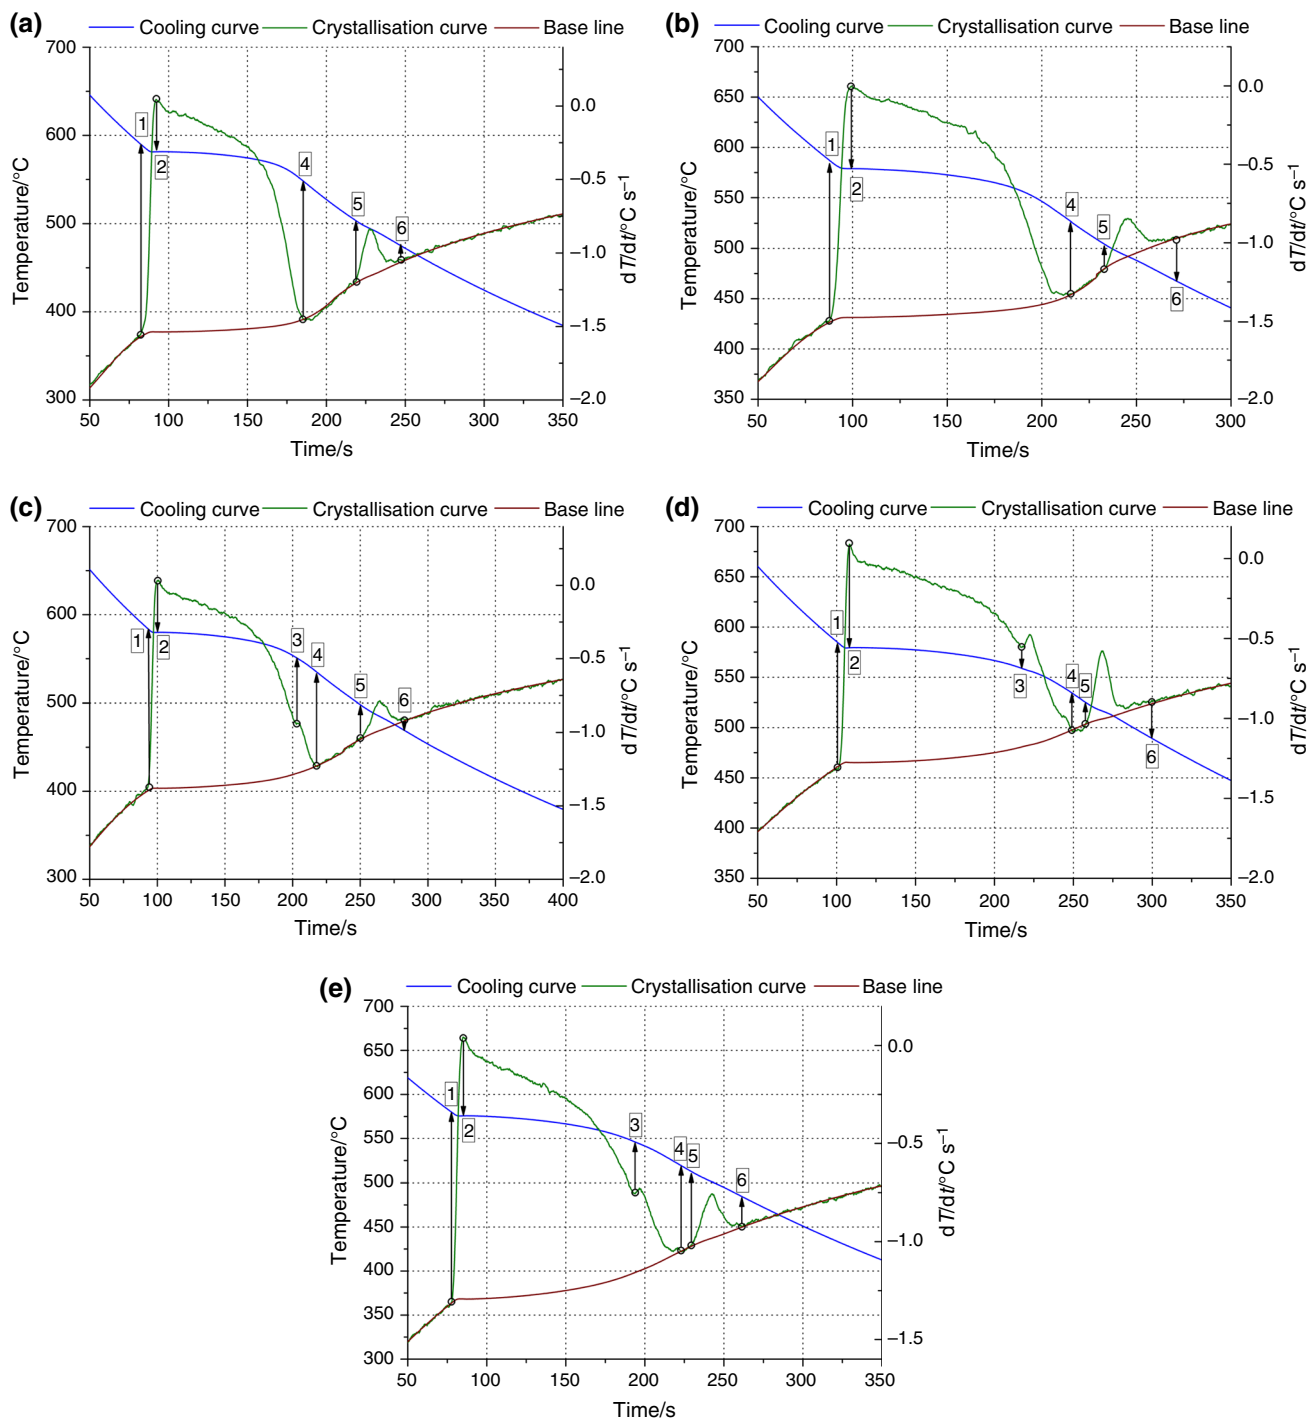 (a)
Cooling curve Crystallisation curve Base line
700
600
500
400
300
0.0
−0.5
−1.0
−1.5
−2.0
Temperature/°C
dT/dt/°C s⁻¹
1
2
4
5
6
50 100 150 200 250 300 350
Time/s
(b)
Cooling curve Crystallisation curve Base line
700
650
600
550
500
450
400
350
0.0
−0.5
−1.0
−1.5
−2.0
Temperature/°C
dT/dt/°C s⁻¹
1
2
4
5
6
50 100 150 200 250 300
Time/s
(c)
Cooling curve Crystallisation curve Base line
700
600
500
400
300
0.0
−0.5
−1.0
−1.5
−2.0
Temperature/°C
dT/dt/°C s⁻¹
1
2
3
4
5
6
50 100 150 200 250 300 350 400
Time/s
(d)
Cooling curve Crystallisation curve Base line
700
650
600
550
500
450
400
350
0.0
−0.5
−1.0
−1.5
−2.0
Temperature/°C
dT/dt/°C s⁻¹
1
2
3
4
5
6
50 100 150 200 250 300 350
Time/s
(e)
Cooling curve Crystallisation curve Base line
700
650
600
550
500
450
400
350
300
0.0
−0.5
−1.0
−1.5
Temperature/°C
dT/dt/°C s⁻¹
1
2
3
4
5
6
50 100 150 200 250 300 350
Time/s